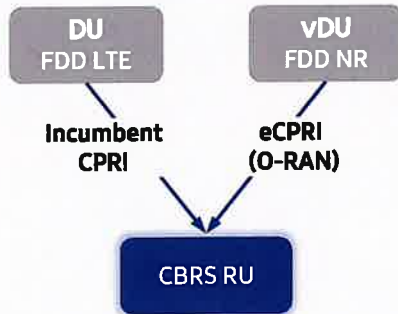 DU
FDD LTE
vDU
FDD NR
Incumbent
CPRI
eCPRI
(O-RAN)
CBRS RU